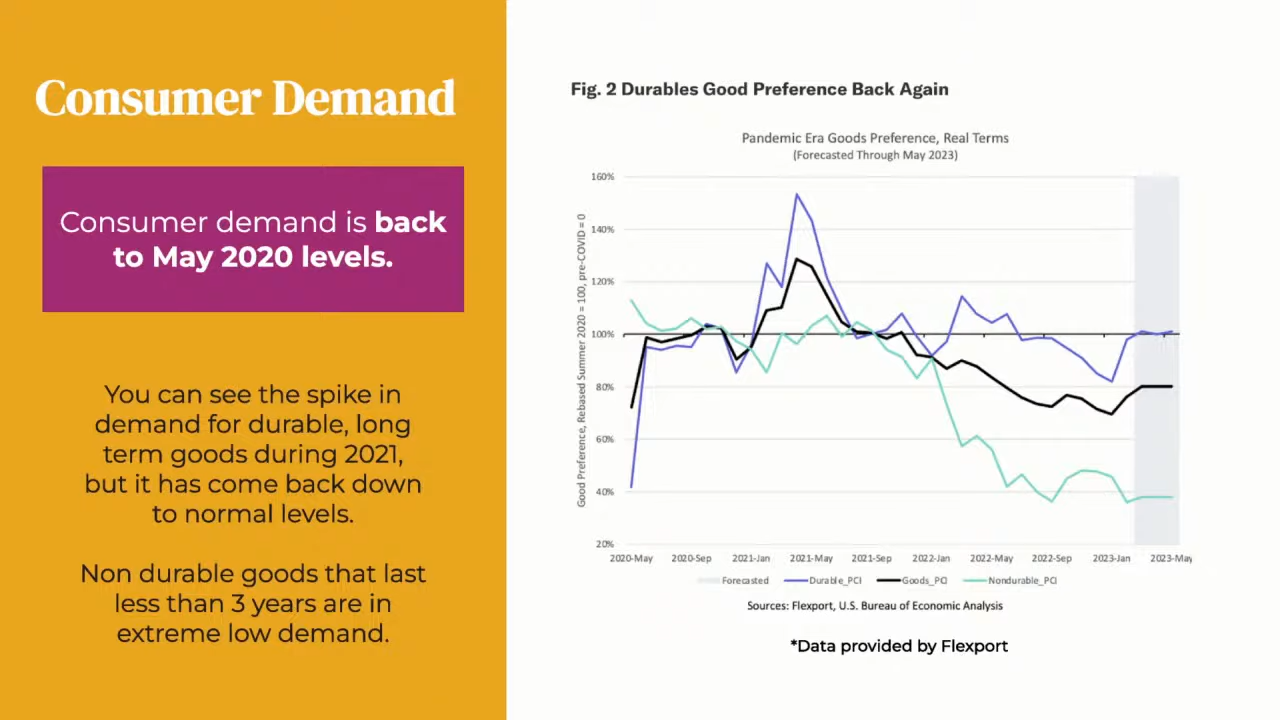 Consumer Demand
Consumer demand is back
to May 2020 levels.
You can see the spike in
demand for durable, long
term goods during 2021,
but it has come back down
to normal levels.
Non durable goods that last
less than 3 years are in
extreme low demand.
Fig. 2 Durables Good Preference Back Again
Pandemic Era Goods Preference, Real Terms
(Forecasted Through May 2023)
Good Preference, Rebased Summer 2020 = 100, pre-COVID = 0
160%
140%
120%
100%
80%
60%
40%
20%
2020-May 2020-Sep 2021-Jan 2021-May 2021-Sep 2022-Jan 2022-May 2022-Sep 2023-Jan 2023-May
Forecasted Durable_PCI Goods_PCI Nondurable_PCI
Sources: Flexport, U.S. Bureau of Economic Analysis
*Data provided by Flexport